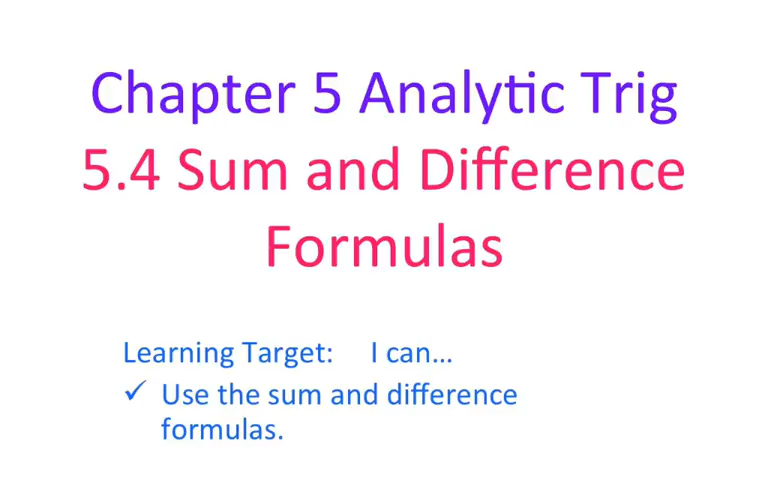 Chapter 5 Analytic Trig
5.4 Sum and Difference
Formulas
Learning Target: I can…
✓ Use the sum and difference
formulas.